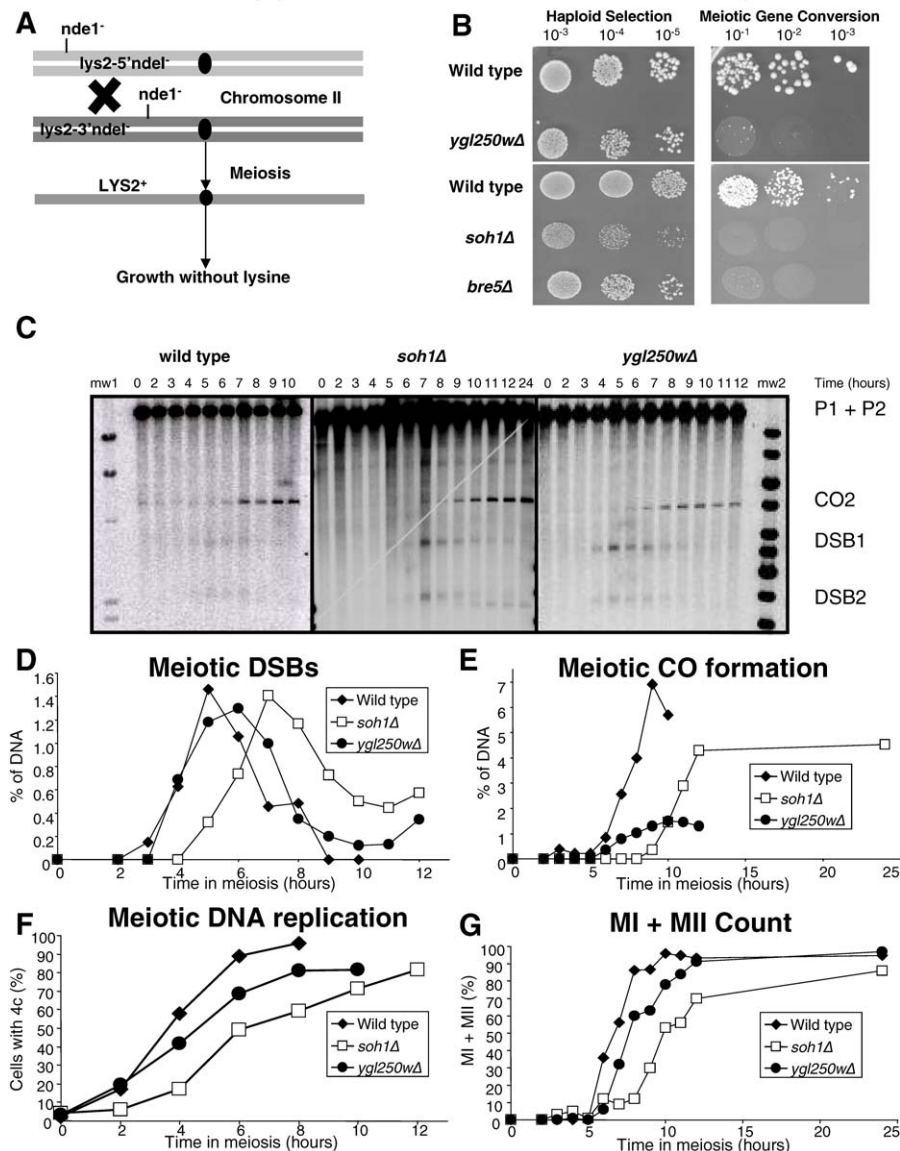 A
nde1-
lys2-5'ndel-
nde1-
Chromosome II
lys2-3'ndel-
LYS2+
Meiosis
Growth without lysine
B
Haploid Selection
Meiotic Gene Conversion
10-3 10-4 10-5
10-1 10-2 10-3
Wild type
ygl250wΔ
Wild type
soh1Δ
bre5Δ
C
wild type
soh1Δ
ygl250wΔ
mw1 0 2 3 4 5 6 7 8 9 10
0 2 3 4 5 6 7 8 9 10 11 12 24
0 2 3 4 5 6 7 8 9 10 11 12 mw2
Time (hours)
P1 + P2
CO2
DSB1
DSB2
D
Meiotic DSBs
% of DNA
1.6
1.4
1.2
1.0
0.8
0.6
0.4
0.2
0
0 2 4 6 8 10 12
Time in meiosis (hours)
Wild type
soh1Δ
ygl250wΔ
E
Meiotic CO formation
% of DNA
7
6
5
4
3
2
1
0
0 5 10 15 20 25
Time in meiosis (hours)
Wild type
soh1Δ
ygl250wΔ
F
Meiotic DNA replication
Cells with 4c (%)
100
90
80
70
60
50
40
30
20
10
0 2 4 6 8 10 12
Time in meiosis (hours)
Wild type
soh1Δ
ygl250wΔ
G
MI + MII Count
MI + MII (%)
100
90
80
70
60
50
40
30
20
10
0
0 5 10 15 20 25
Time in meiosis (hours)
Wild type
soh1Δ
ygl250wΔ